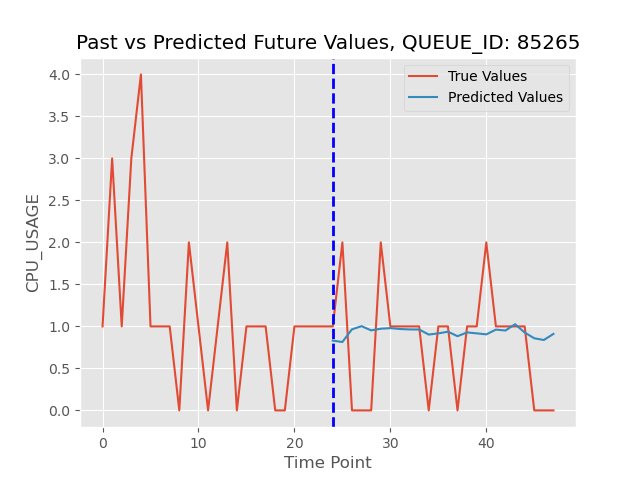 Past vs Predicted Future Values, QUEUE_ID: 85265
True Values
Predicted Values
CPU_USAGE
4.0
3.5
3.0
2.5
2.0
1.5
1.0
0.5
0.0
0 10 20 30 40
Time Point